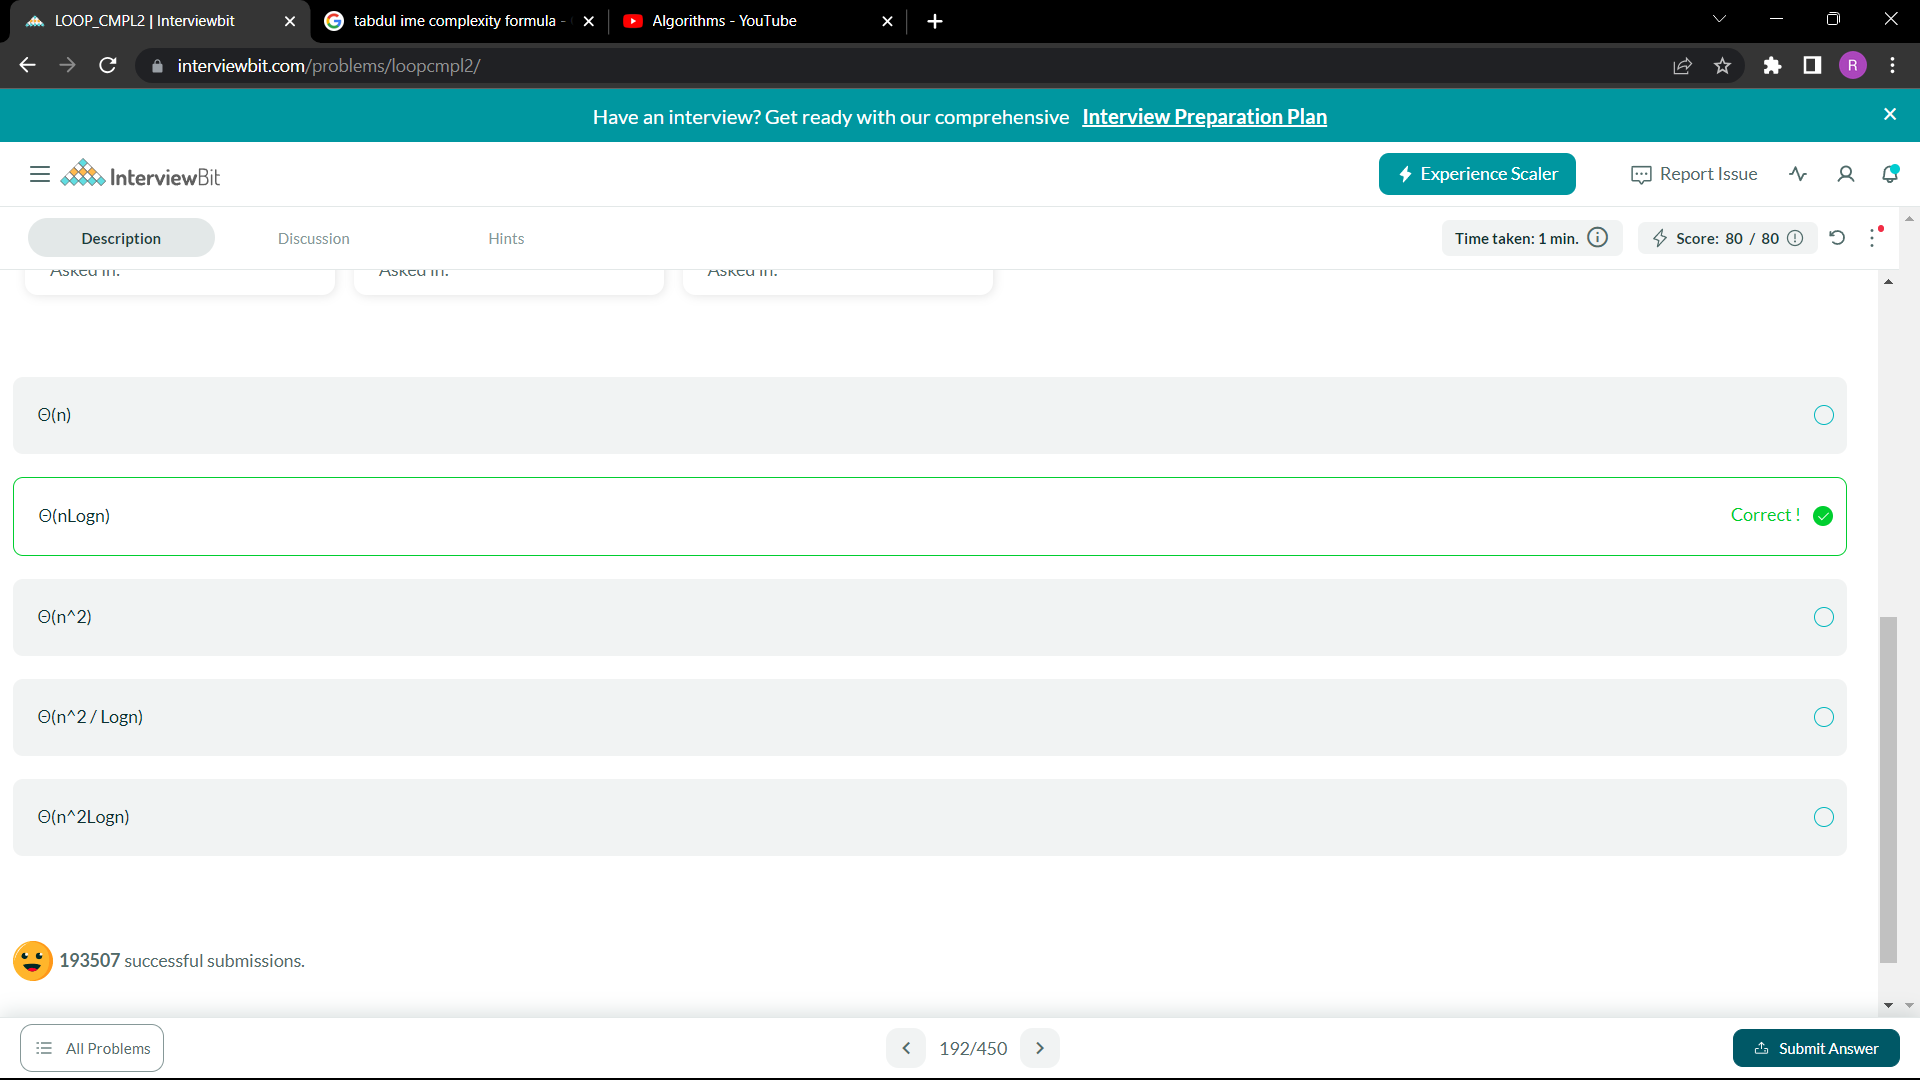 LOOP_CMPL2 | Interviewbit
tabdul ime complexity formula -
Algorithms - YouTube
interviewbit.com/problems/loopcmpl2/
R
Have an interview? Get ready with our comprehensive Interview Preparation Plan
InterviewBit
Experience Scaler
Report Issue
Description
Discussion
Hints
Time taken: 1 min.
Score: 80 / 80
Asked In:
Asked In:
Asked In:
Θ(n)
Θ(nLogn)
Correct !
Θ(n^2)
Θ(n^2 / Logn)
Θ(n^2Logn)
193507 successful submissions.
All Problems
192/450
Submit Answer